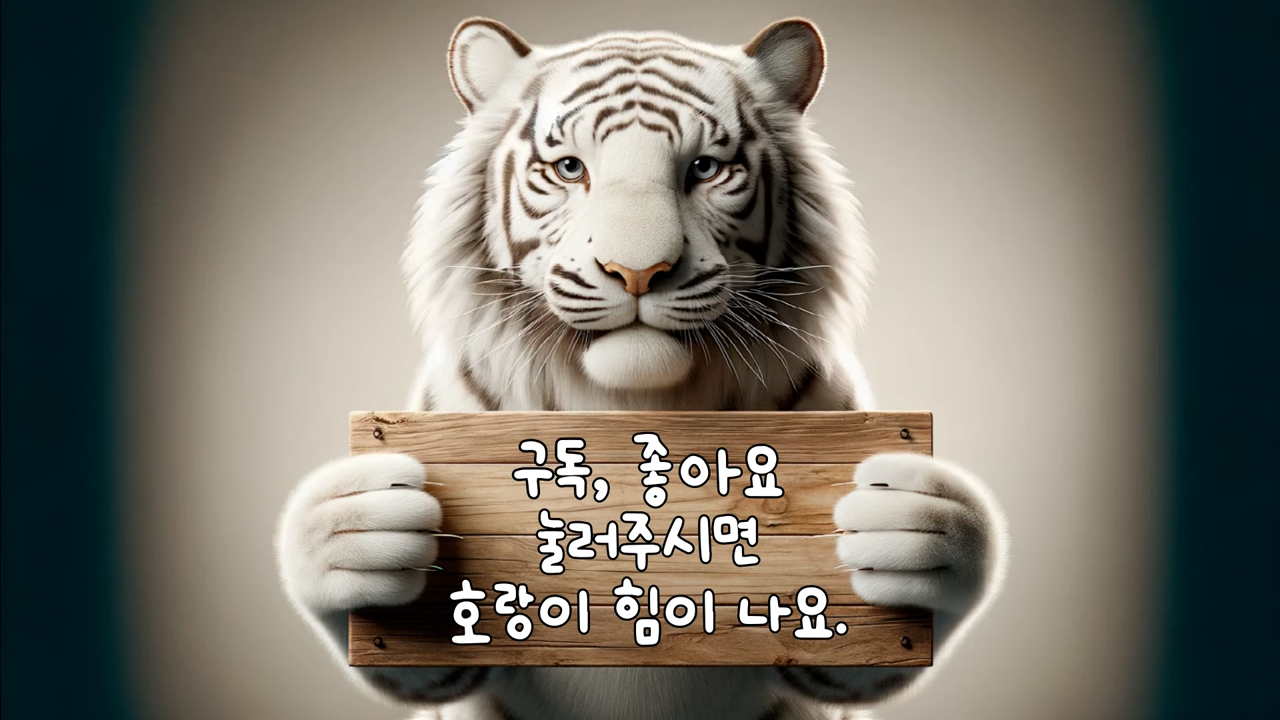 구독, 좋아요
눌러주시면
호랑이 힘이 나요.